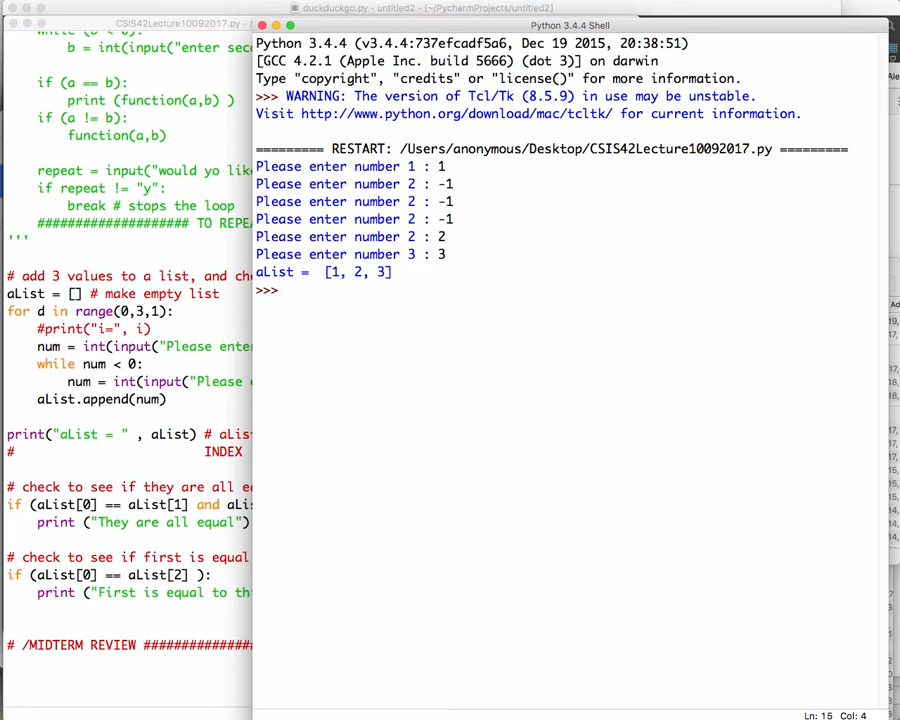 duckduckgo.py - untitled2 - [~/PycharmProjects/untitled2]
CSIS42Lecture10092017.py -
Python 3.4.4 Shell
b = int(input("enter sec
if (a == b):
print (function(a,b) )
if (a != b):
function(a,b)
repeat = input("would yo lik
if repeat != "y":
break # stops the loop
#################### TO REPEA
'''
# add 3 values to a list, and ch
aList = [] # make empty list
for d in range(0,3,1):
#print("i=", i)
num = int(input("Please ente
while num < 0:
num = int(input("Please
aList.append(num)
print("aList = " , aList) # aLis
# INDEX
# check to see if they are all e
if (aList[0] == aList[1] and aLi
print ("They are all equal")
# check to see if first is equal
if (aList[0] == aList[2] ):
print ("First is equal to th
# /MIDTERM REVIEW ##############
Python 3.4.4 (v3.4.4:737efcadf5a6, Dec 19 2015, 20:38:51)
[GCC 4.2.1 (Apple Inc. build 5666) (dot 3)] on darwin
Type "copyright", "credits" or "license()" for more information.
>>> WARNING: The version of Tcl/Tk (8.5.9) in use may be unstable.
Visit http://www.python.org/download/mac/tcltk/ for current information.
========= RESTART: /Users/anonymous/Desktop/CSIS42Lecture10092017.py =========
Please enter number 1 : 1
Please enter number 2 : -1
Please enter number 2 : -1
Please enter number 2 : -1
Please enter number 2 : 2
Please enter number 3 : 3
aList =  [1, 2, 3]
>>>
Ln: 15 Col: 4